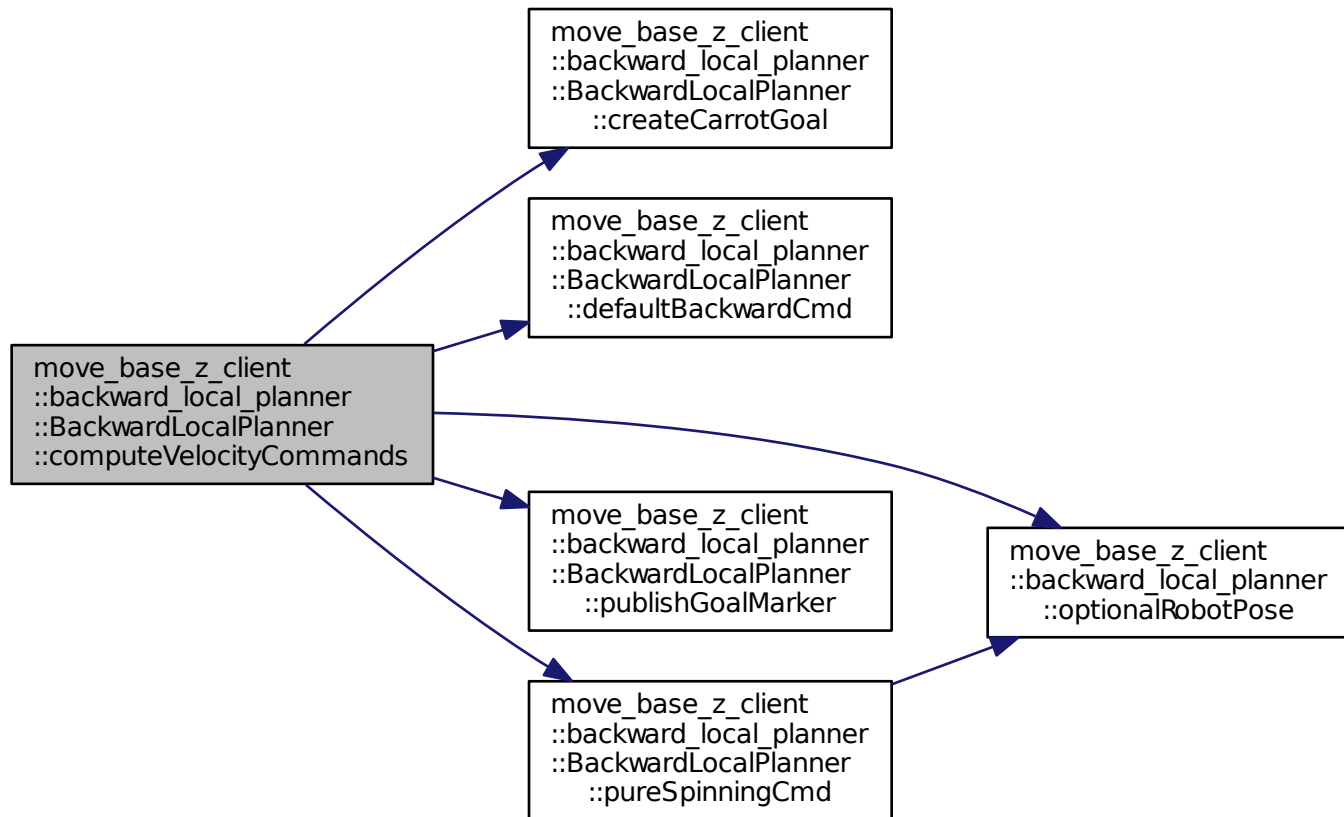 move_base_z_client
::backward_local_planner
::BackwardLocalPlanner
::createCarrotGoal
move_base_z_client
::backward_local_planner
::BackwardLocalPlanner
::defaultBackwardCmd
move_base_z_client
::backward_local_planner
::BackwardLocalPlanner
::computeVelocityCommands
move_base_z_client
::backward_local_planner
::BackwardLocalPlanner
::publishGoalMarker
move_base_z_client
::backward_local_planner
::optionalRobotPose
move_base_z_client
::backward_local_planner
::BackwardLocalPlanner
::pureSpinningCmd